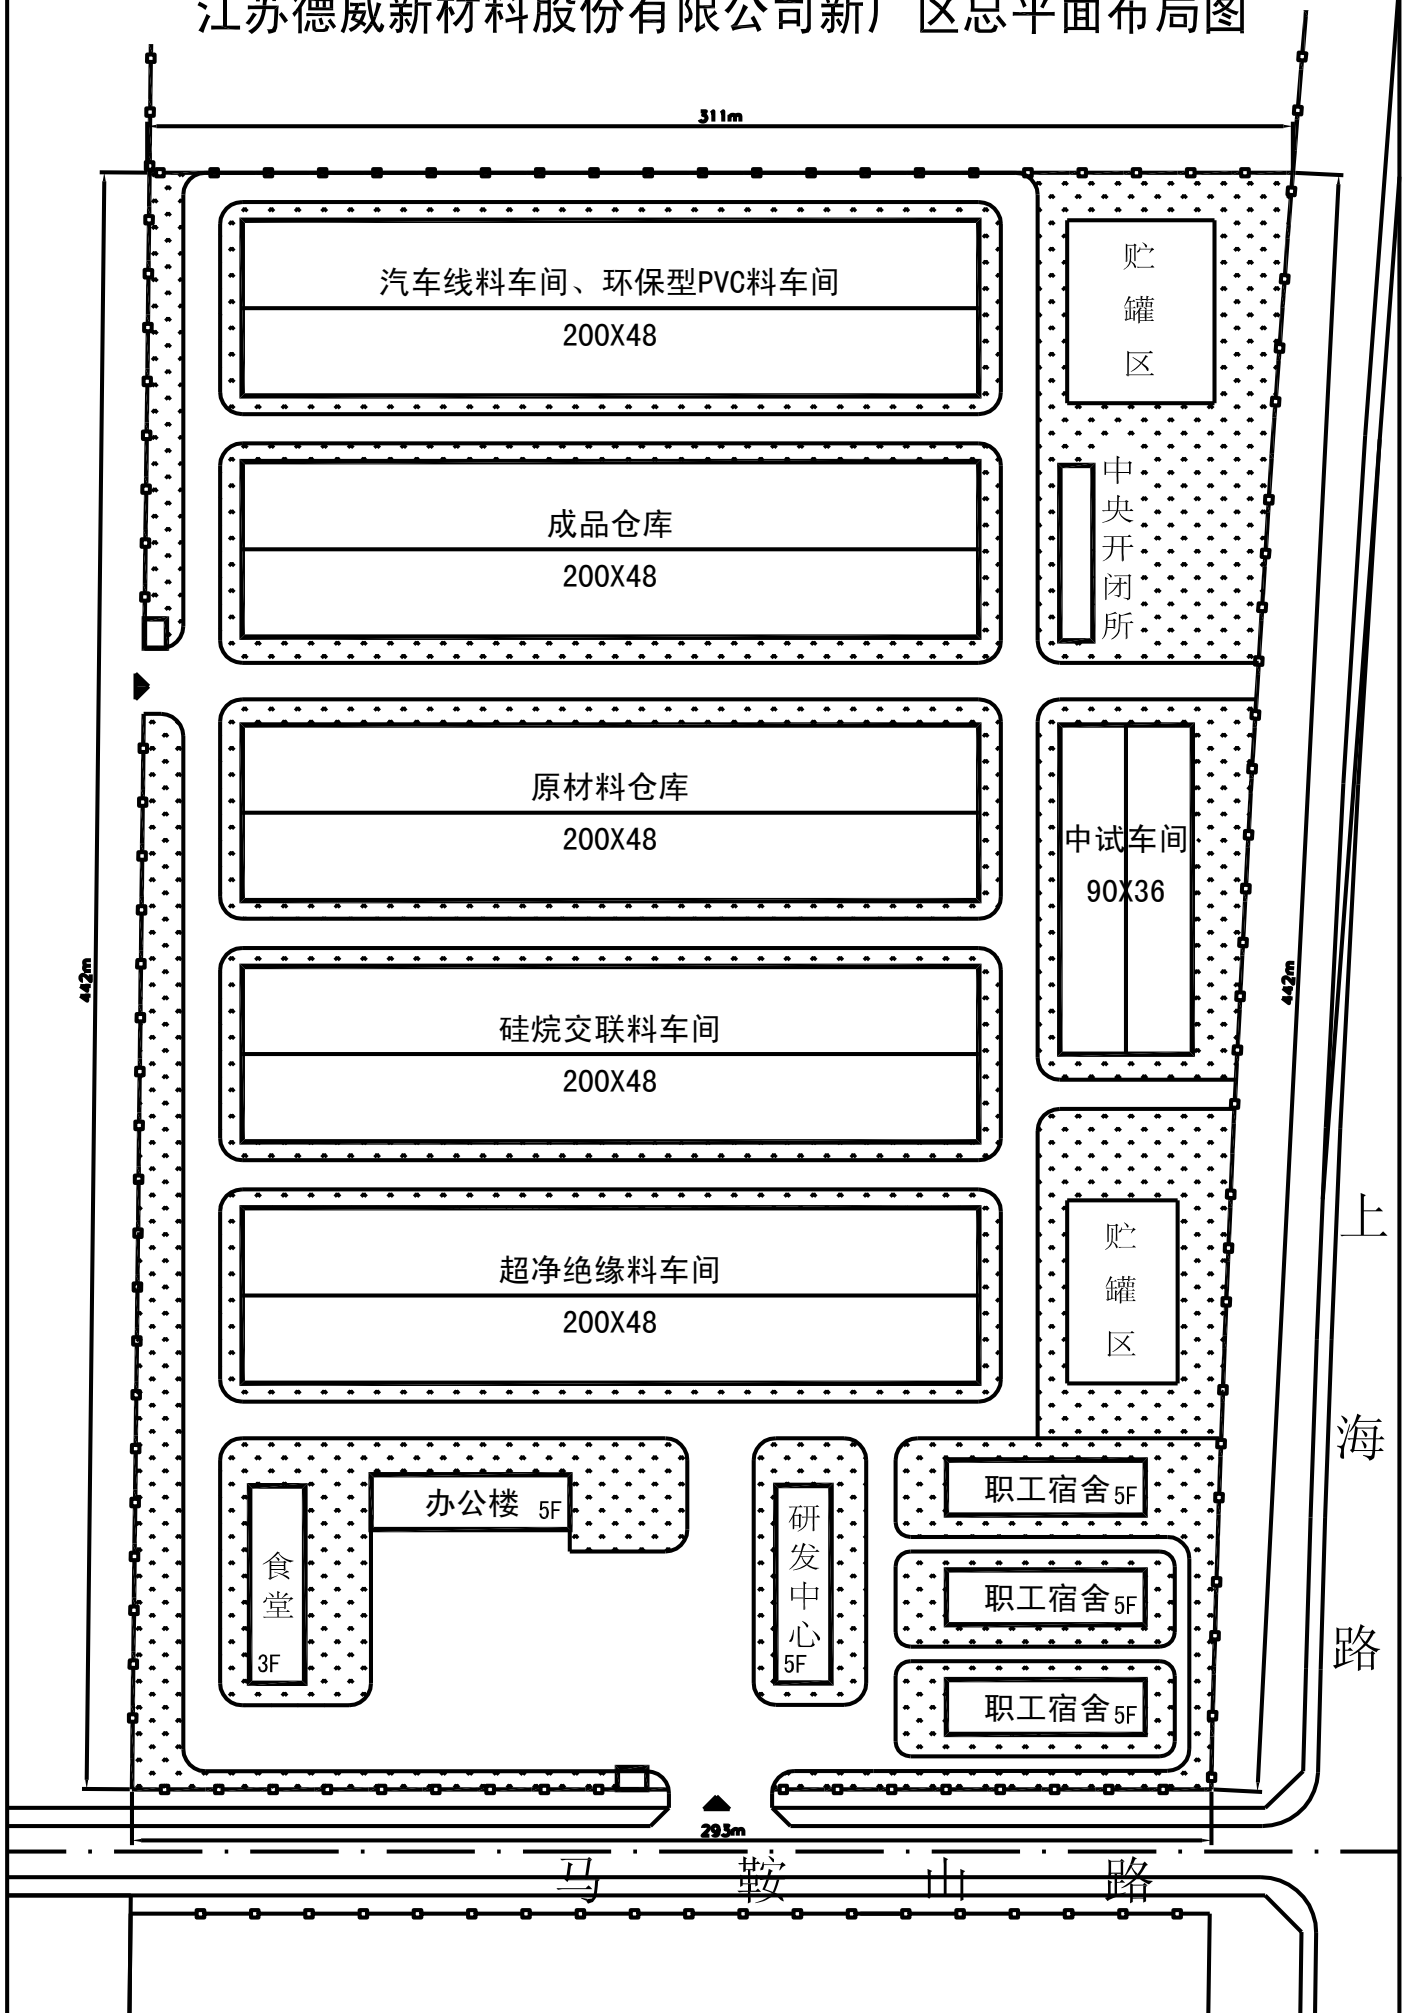 江苏德威新材料股份有限公司新厂区总平面布局图
311m
汽车线料车间、环保型PVC料车间
200X48
贮罐区
成品仓库
200X48
中央开闭所
原材料仓库
200X48
中试车间
90X36
442m
442m
硅烷交联料车间
200X48
超净绝缘料车间
200X48
贮罐区
上海路
办公楼 5F
食堂
3F
研发中心
5F
职工宿舍 5F
职工宿舍 5F
职工宿舍 5F
293m
马鞍山路